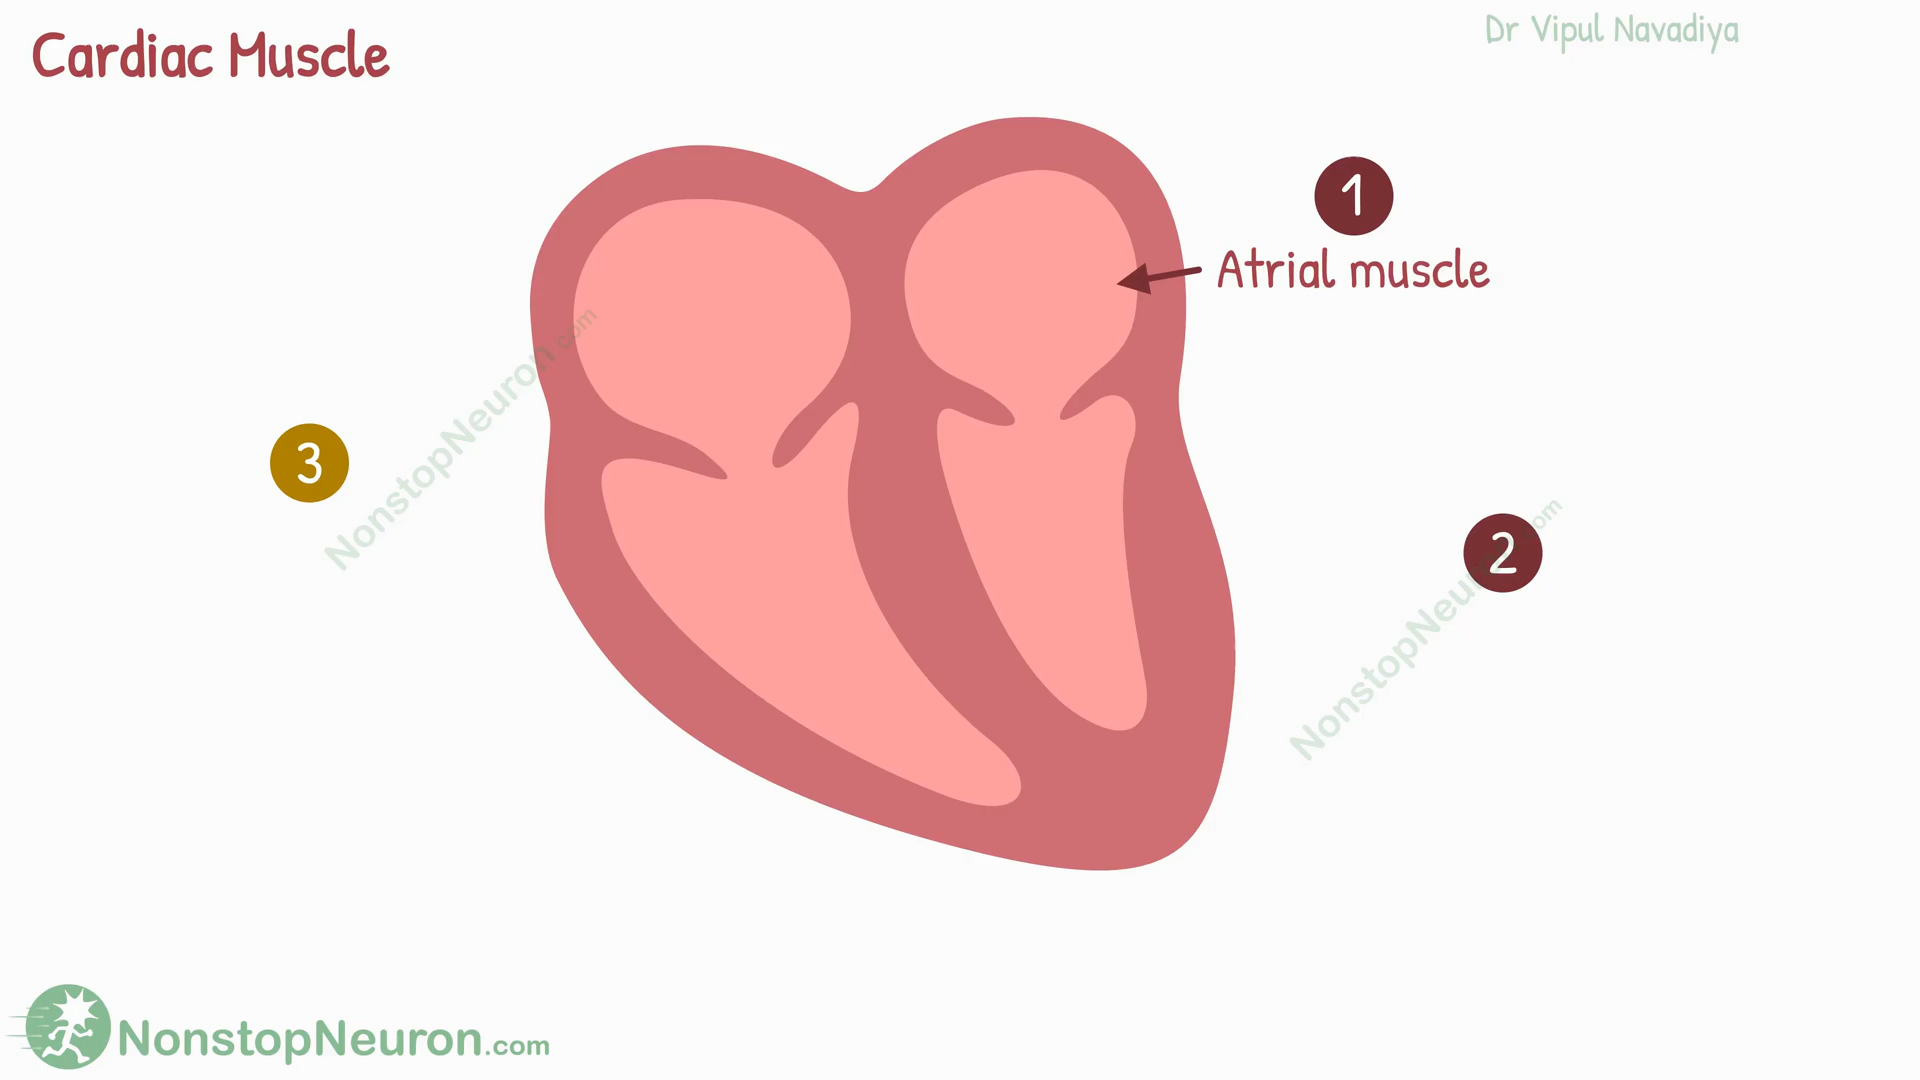 Cardiac Muscle
Dr Vipul Navadiya
1
Atrial muscle
3
NonstopNeuron.com
2
NonstopNeuron.com
NonstopNeuron.com